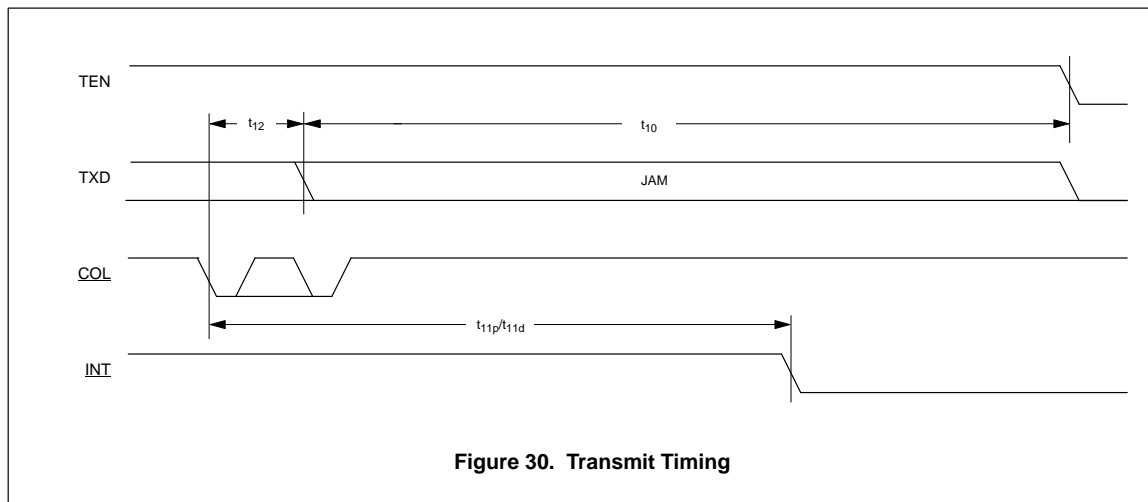 TEN
t12
t10
TXD
JAM
COL
t11p/t11d
INT
Figure 30. Transmit Timing